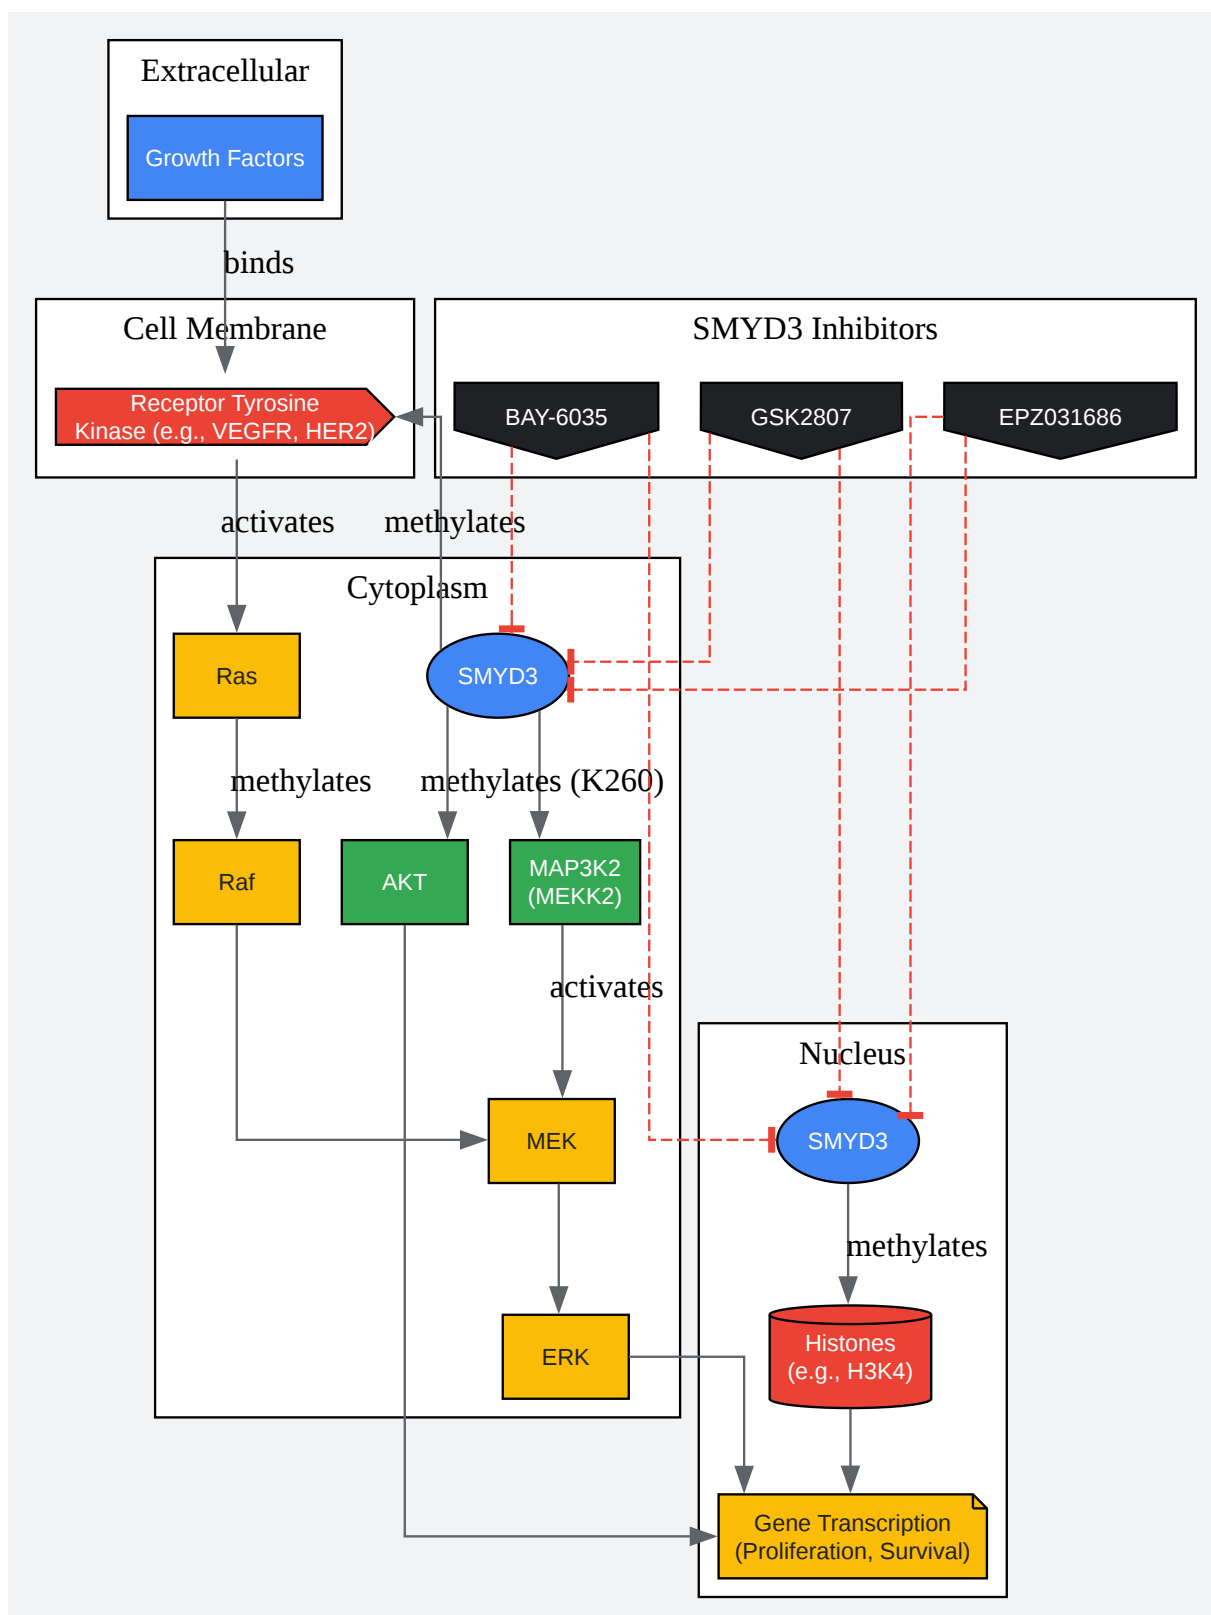 Extracellular
Growth Factors
binds
Cell Membrane
SMYD3 Inhibitors
Receptor Tyrosine
Kinase (e.g., VEGFR, HER2)
BAY-6035
GSK2807
EPZ031686
activates
methylates
Cytoplasm
Ras
SMYD3
methylates
methylates (K260)
Raf
AKT
MAP3K2
(MEKK2)
activates
Nucleus
MEK
SMYD3
methylates
Histones
(e.g., H3K4)
ERK
Gene Transcription
(Proliferation, Survival)